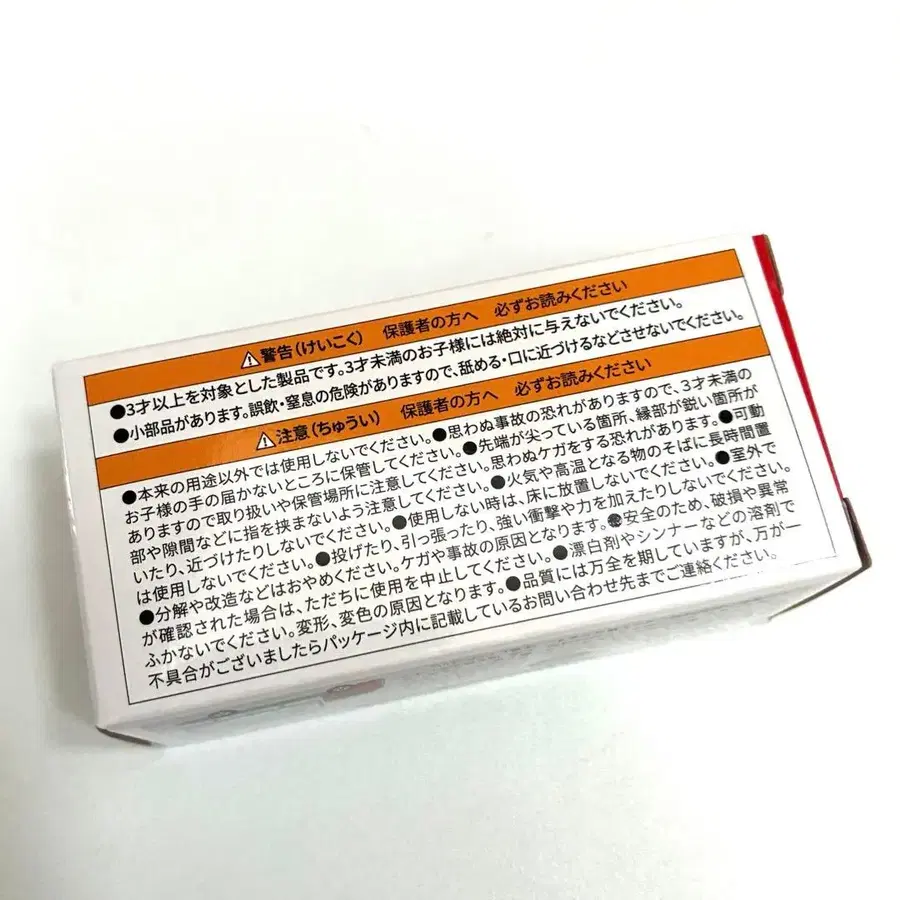 ⚠警告(けいこく) 保護者の方へ 必ずお読みください
●3才以上を対象とした製品です。3才未満のお子様には絶対に与えないでください。
●小部品があります。誤飲・窒息の危険がありますので、舐める・口に近づけるなどさせないでください。
⚠注意(ちゅうい) 保護者の方へ 必ずお読みください
●本来の用途以外では使用しないでください。●思わぬ事故の恐れがありますので、3才未満の
お子様の手の届かないところに保管してください。●先端が尖っている箇所、縁部が鋭い箇所が
ありますので取り扱いや保管場所に注意してください。思わぬケガをする恐れがあります。●可動
部や隙間などに指を挟まないよう注意してください。●火気や高温となる物のそばに長時間置
いたり、近づけたりしないでください。●使用しない時は、床に放置しないでください。●室外で
は使用しないでください。●投げたり、引っ張ったり、強い衝撃や力を加えたりしないでください。
●分解や改造などはおやめください。ケガや事故の原因となります。●安全のため、破損や異常
が確認された場合は、ただちに使用を中止してください。●漂白剤やシンナーなどの溶剤で
ふかないでください。変形、変色の原因となります。●品質には万全を期していますが、万が一
不具合がございましたらパッケージ内に記載しているお問い合わせ先までご連絡ください。